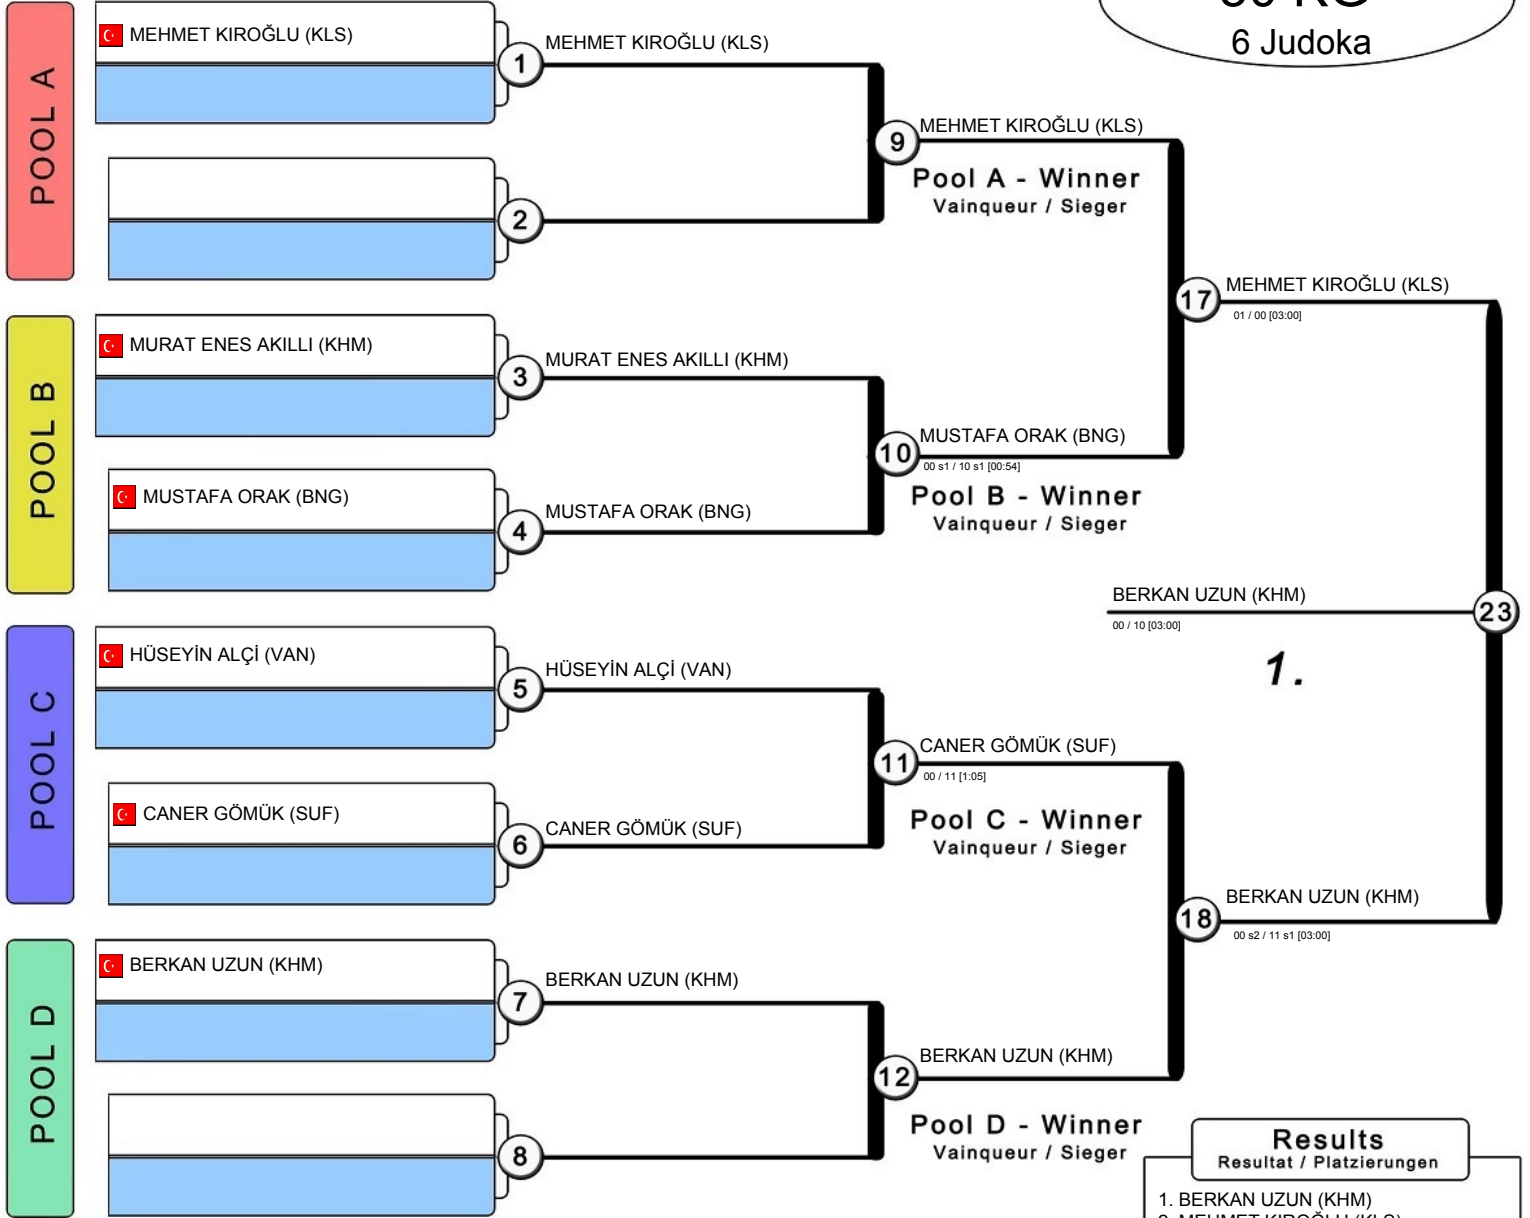 KG
6 Judoka
POOL A
MEHMET KIROĞLU (KLS)
1
MEHMET KIROĞLU (KLS)
2
9
MEHMET KIROĞLU (KLS)
Pool A - Winner
Vainqueur / Sieger
17
MEHMET KIROĞLU (KLS)
01 / 00 [03:00]
POOL B
MURAT ENES AKILLI (KHM)
3
MURAT ENES AKILLI (KHM)
MUSTAFA ORAK (BNG)
4
MUSTAFA ORAK (BNG)
10
MUSTAFA ORAK (BNG)
00 s1 / 10 s1 [00:54]
Pool B - Winner
Vainqueur / Sieger
BERKAN UZUN (KHM)
00 / 10 [03:00]
23
1.
POOL C
HÜSEYİN ALÇİ (VAN)
5
HÜSEYİN ALÇİ (VAN)
CANER GÖMÜK (SUF)
6
CANER GÖMÜK (SUF)
11
CANER GÖMÜK (SUF)
00 / 11 [1:05]
Pool C - Winner
Vainqueur / Sieger
18
BERKAN UZUN (KHM)
00 s2 / 11 s1 [03:00]
POOL D
BERKAN UZUN (KHM)
7
BERKAN UZUN (KHM)
8
12
BERKAN UZUN (KHM)
Pool D - Winner
Vainqueur / Sieger
Results
Resultat / Platzierungen
1. BERKAN UZUN (KHM)
2. MEHMET KIROĞLU (KLS)